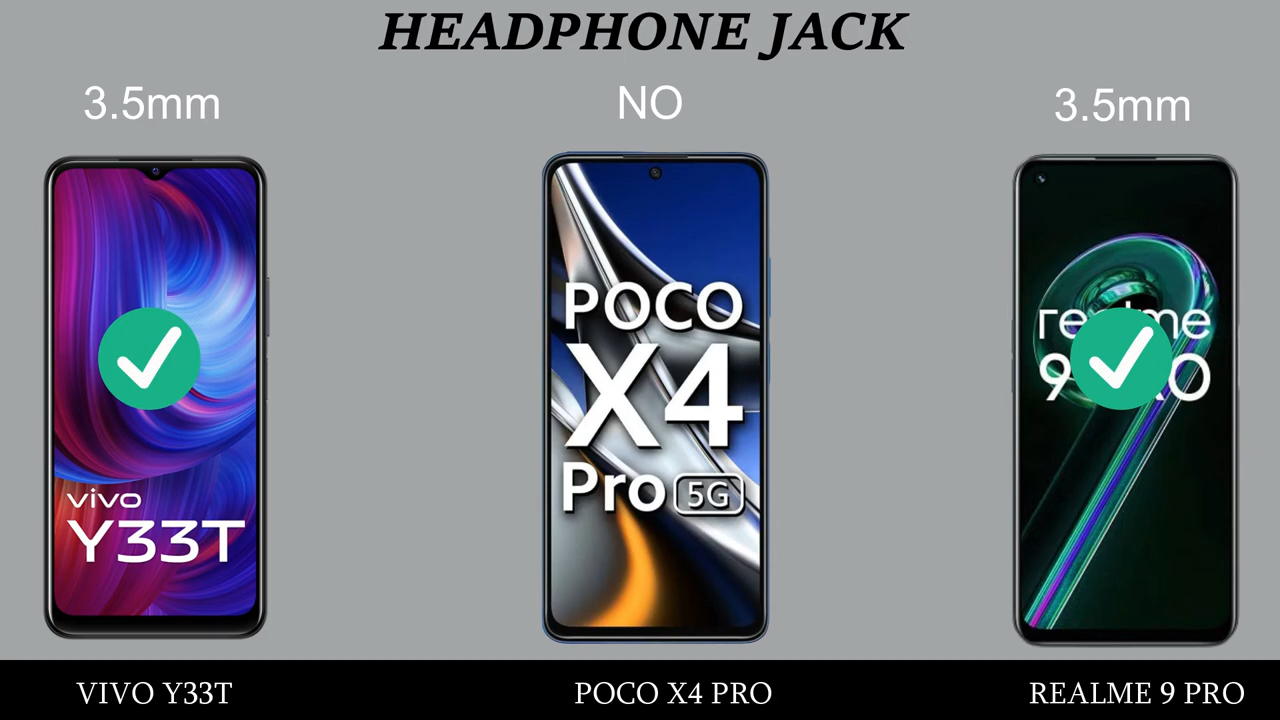 HEADPHONE JACK
3.5mm
NO
3.5mm
vivo
Y33T
POCO
X4
Pro 5G
VIVO Y33T
POCO X4 PRO
REALME 9 PRO